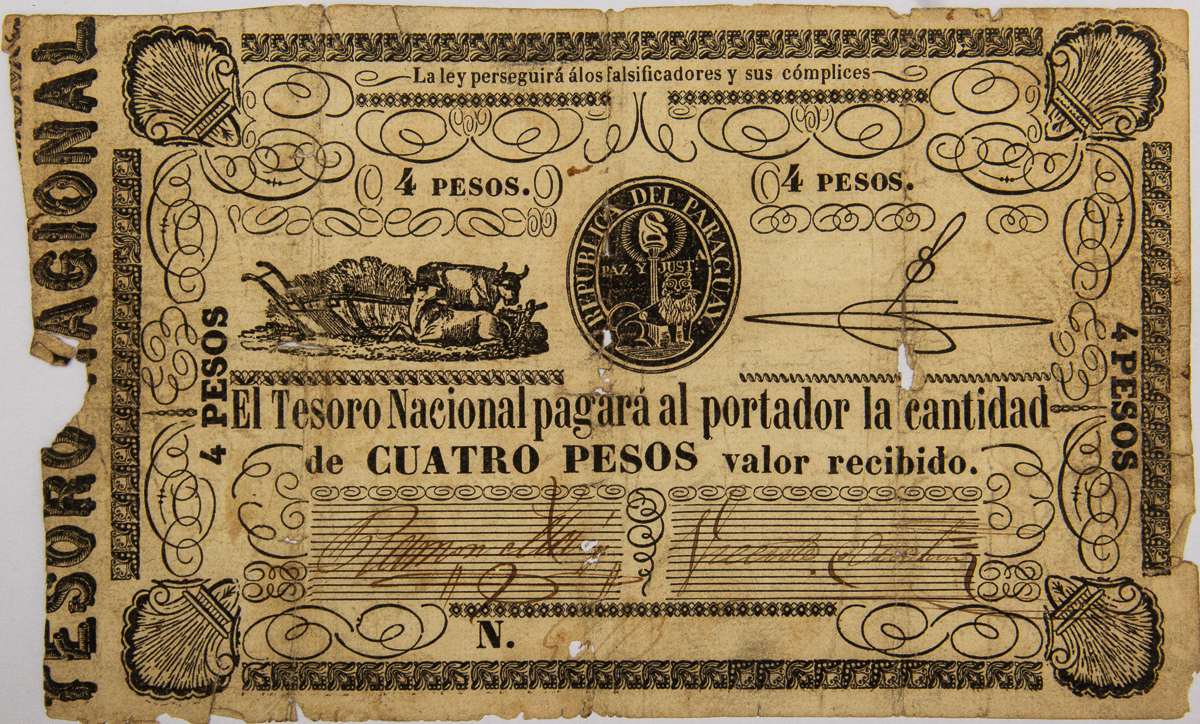 TESORO NACIONAL
La ley perseguirá álos falsificadores y sus cómplices
4 PESOS.
4 PESOS.
REPUBLICA DEL PARAGUAY
PAZ Y JUSTA
4 PESOS
4 PESOS
El Tesoro Nacional pagará al portador la cantidad
de CUATRO PESOS valor recibido.
N.